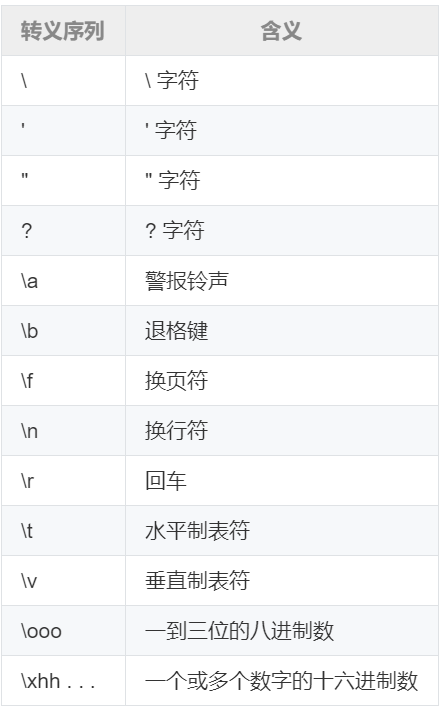 转义序列 含义
\ \ 字符
' ' 字符
" " 字符
? ? 字符
\a 警报铃声
\b 退格键
\f 换页符
\n 换行符
\r 回车
\t 水平制表符
\v 垂直制表符
\ooo 一到三位的八进制数
\xhh . . . 一个或多个数字的十六进制数